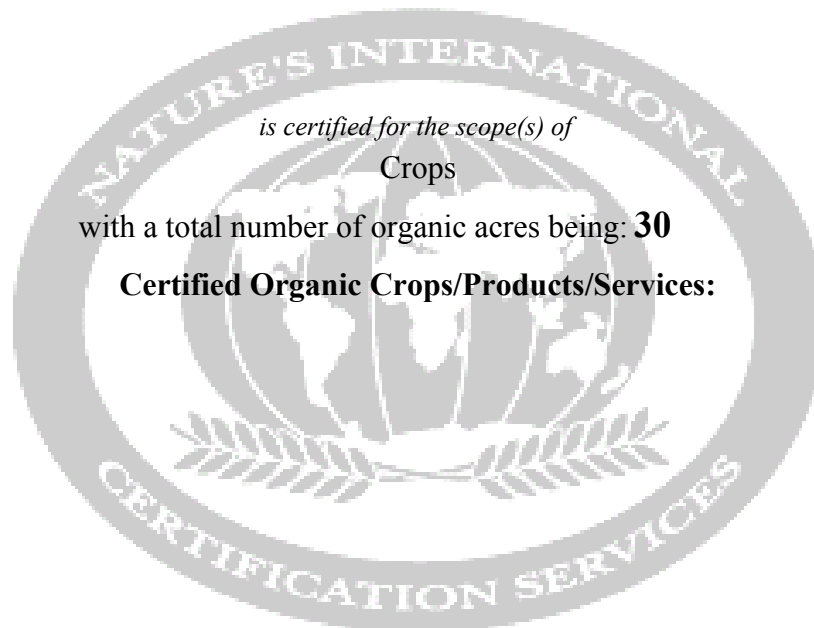 NATURE'S INTERNATIONAL
is certified for the scope(s) of
Crops
with a total number of organic acres being: 30
Certified Organic Crops/Products/Services:
CERTIFICATION SERVICES